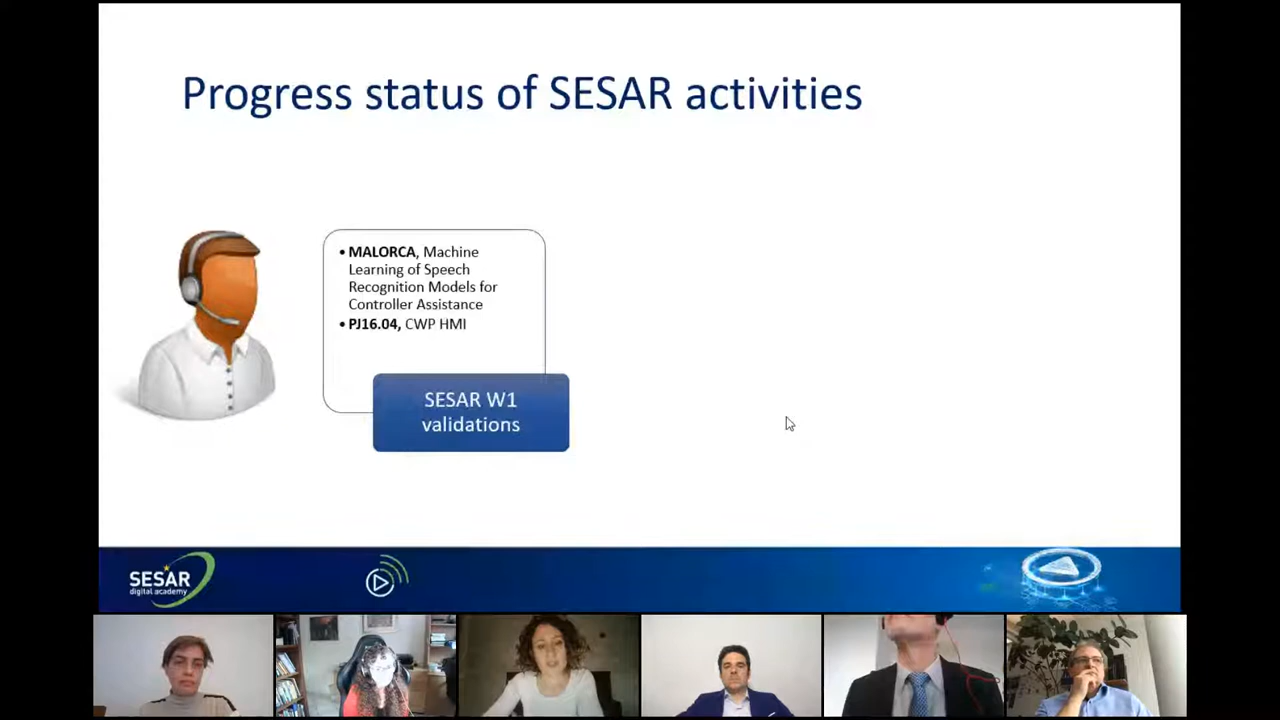 Progress status of SESAR activities
• MALORCA, Machine
Learning of Speech
Recognition Models for
Controller Assistance
• PJ16.04, CWP HMI
SESAR W1
validations
SESAR
digital academy